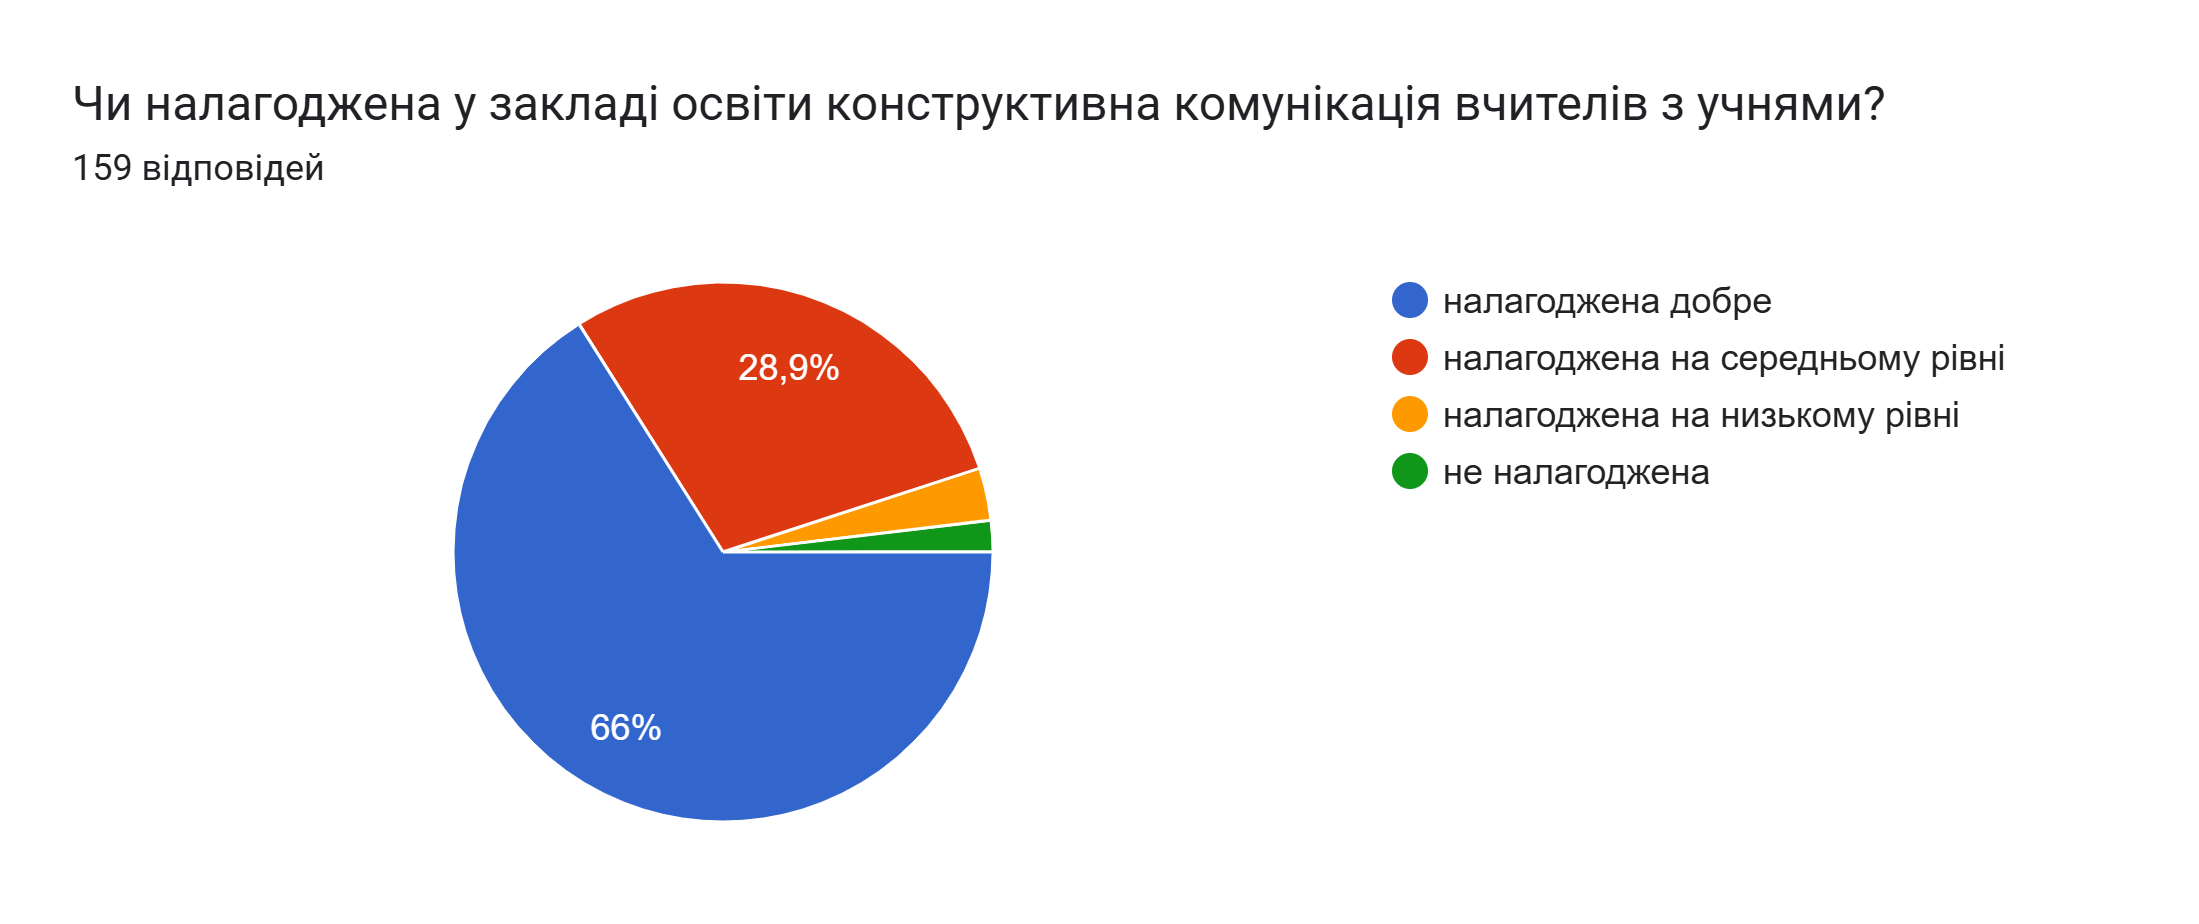 Чи налагоджена у закладі освіти конструктивна комунікація вчителів з учнями?
159 відповідей
28,9%
66%
налагоджена добре
налагоджена на середньому рівні
налагоджена на низькому рівні
не налагоджена